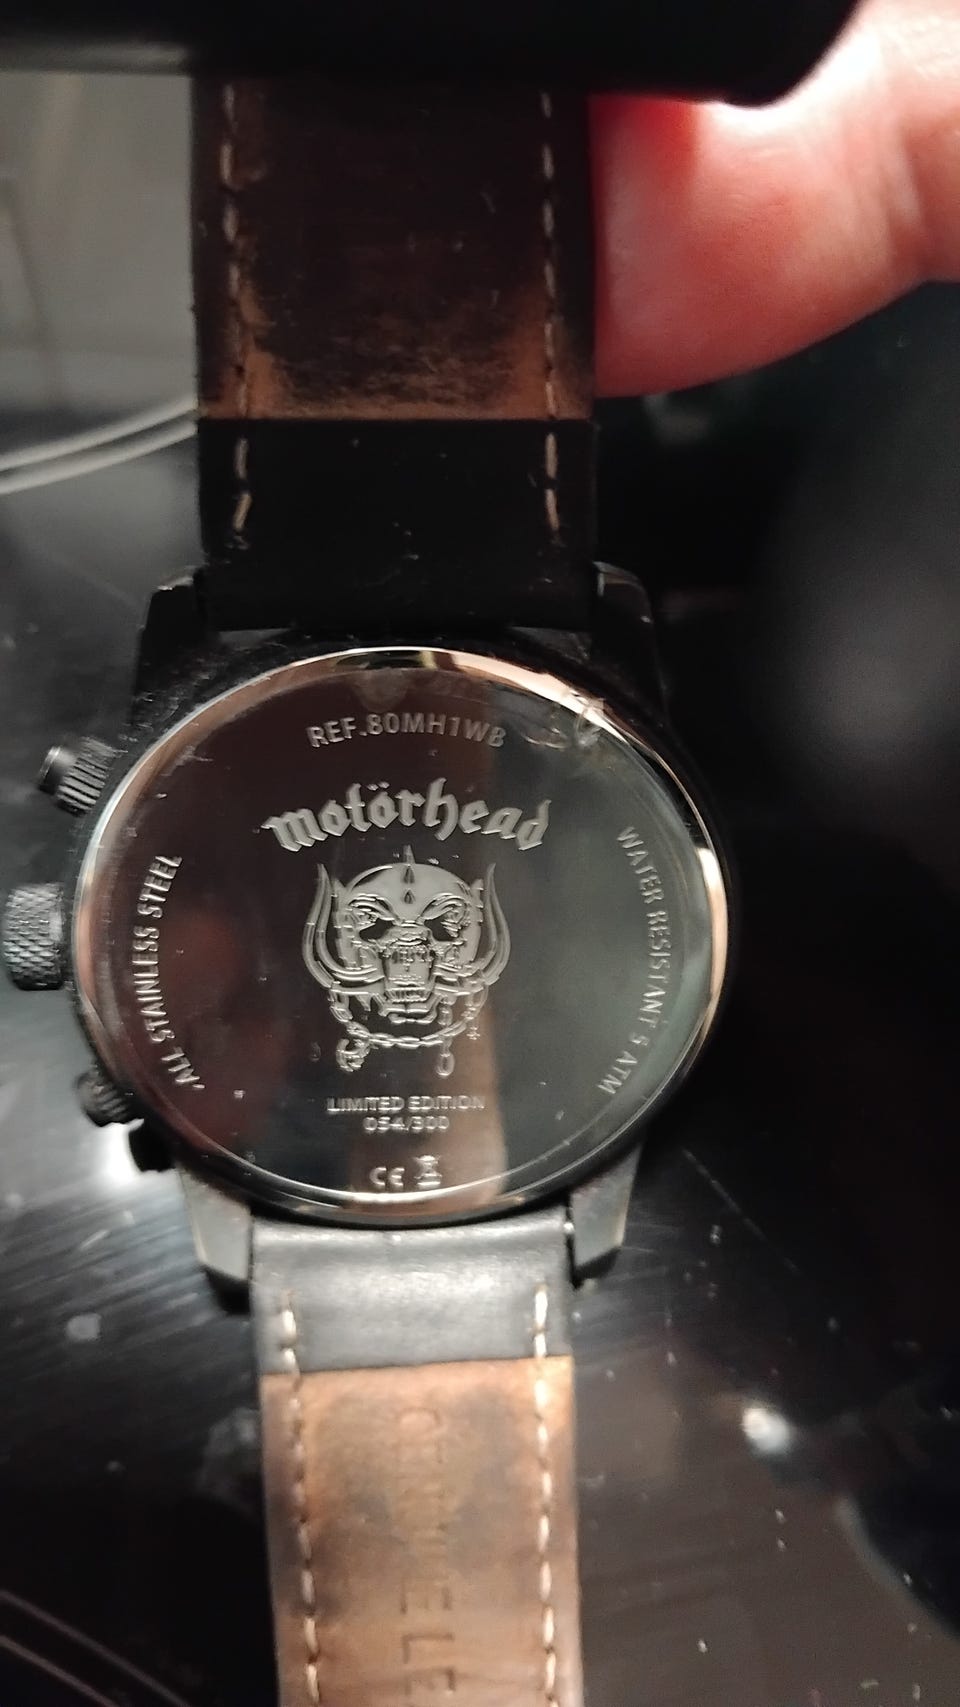 REF.80MH1WB
motörhead
ALL STAINLESS STEEL
WATER RESISTANT 5 ATM
LIMITED EDITION
054/300
CE